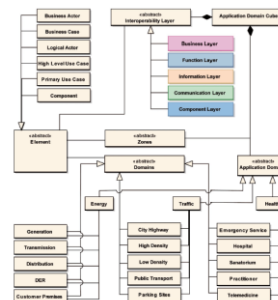 Business Actor
Business Case
Logical Actor
High Level Use Case
Primary Use Case
Component
«abstract»
Interoperability Layer
Application Domain Cube
Business Layer
Function Layer
Information Layer
Communication Layer
Component Layer
«abstract»
Element
«abstract»
Zones
«abstract»
Domains
«abstract»
Application Dom
Energy
Traffic
Healt
Generation
Transmission
Distribution
DER
Customer Premises
City Highway
High Density
Low Density
Public Transport
Parking Sites
Emergency Service
Hospital
Sanatorium
Practitioner
Telemedicine